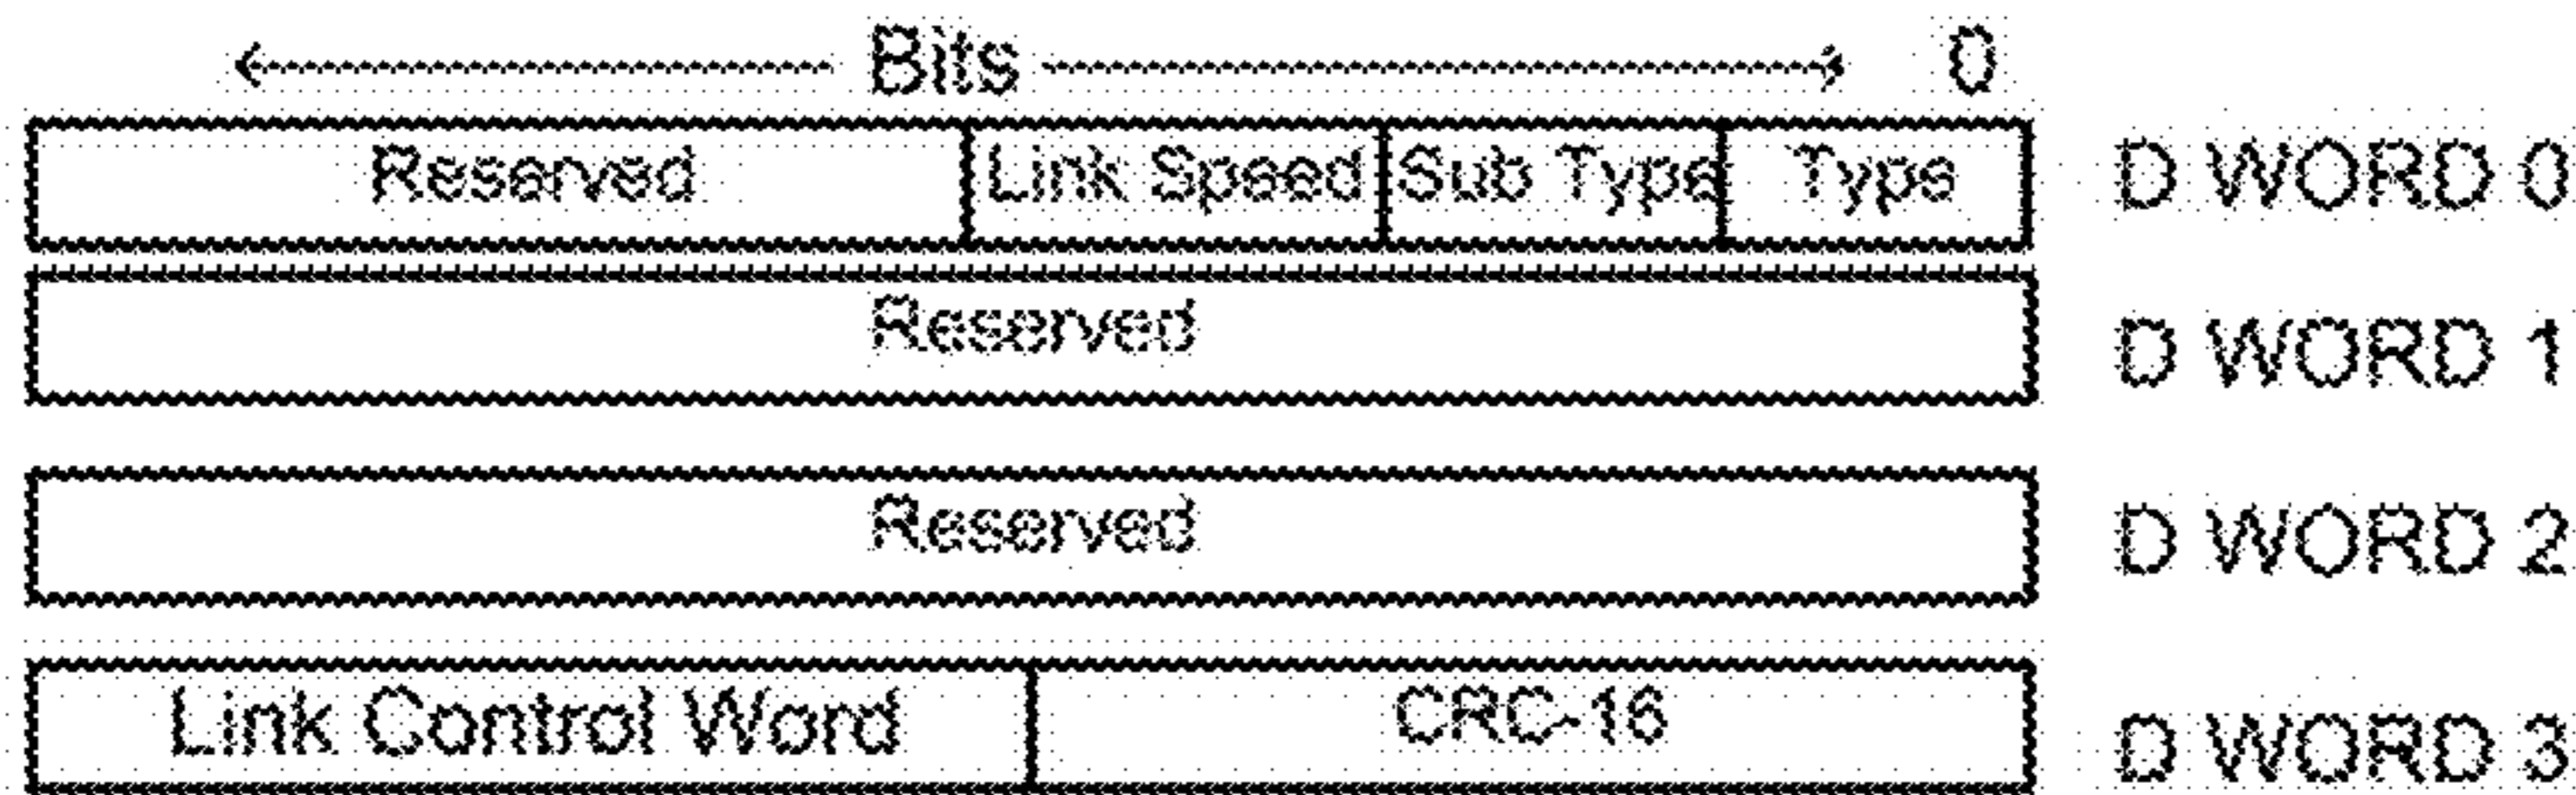 Bits 0
Reserved Link Speed Sub Type Type D WORD 0
Reserved D WORD 1
Reserved D WORD 2
Link Control Word CRC-16 D WORD 3